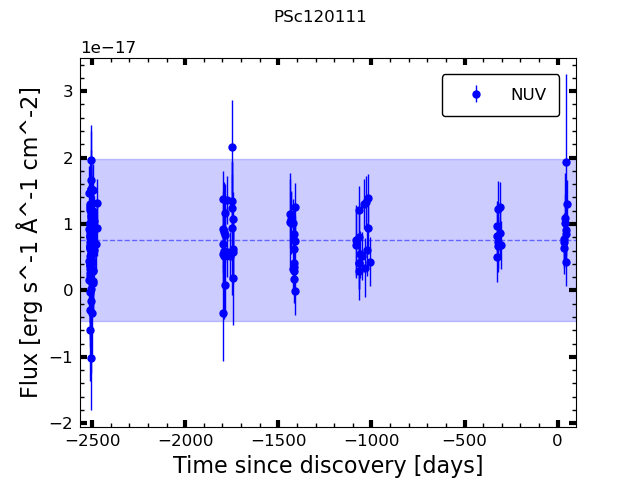 PSc120111
1e−17
NUV
3
2
1
0
−1
−2
−2500 −2000 −1500 −1000 −500 0
Flux [erg s^-1 Å^-1 cm^-2]
Time since discovery [days]